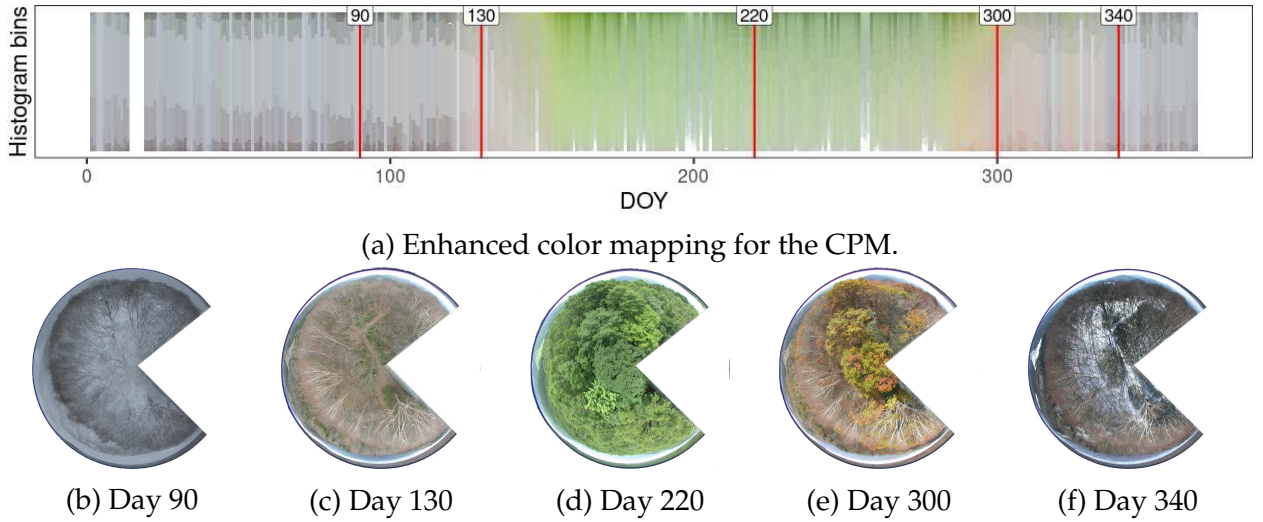 90 130 220 300 340
Histogram bins
0 100 200 300
DOY
(a) Enhanced color mapping for the CPM.
(b) Day 90 (c) Day 130 (d) Day 220 (e) Day 300 (f) Day 340